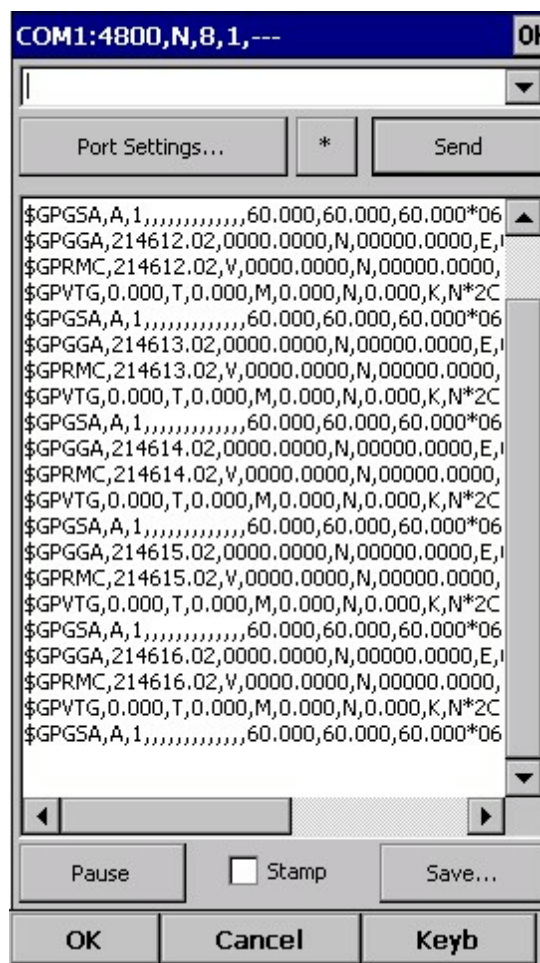 COM1:4800,N,8,1,---
Port Settings...
*
Send
$GPGSA,A,1,,,,,,,,,,,,,60.000,60.000,60.000*06
$GPGGA,214612.02,0000.0000,N,00000.0000,E,
$GPRMC,214612.02,V,0000.0000,N,00000.0000,
$GPVTG,0.000,T,0.000,M,0.000,N,0.000,K,N*2C
$GPGSA,A,1,,,,,,,,,,,,,60.000,60.000,60.000*06
$GPGGA,214613.02,0000.0000,N,00000.0000,E,
$GPRMC,214613.02,V,0000.0000,N,00000.0000,
$GPVTG,0.000,T,0.000,M,0.000,N,0.000,K,N*2C
$GPGSA,A,1,,,,,,,,,,,,,60.000,60.000,60.000*06
$GPGGA,214614.02,0000.0000,N,00000.0000,E,
$GPRMC,214614.02,V,0000.0000,N,00000.0000,
$GPVTG,0.000,T,0.000,M,0.000,N,0.000,K,N*2C
$GPGSA,A,1,,,,,,,,,,,,,60.000,60.000,60.000*06
$GPGGA,214615.02,0000.0000,N,00000.0000,E,
$GPRMC,214615.02,V,0000.0000,N,00000.0000,
$GPVTG,0.000,T,0.000,M,0.000,N,0.000,K,N*2C
$GPGSA,A,1,,,,,,,,,,,,,60.000,60.000,60.000*06
$GPGGA,214616.02,0000.0000,N,00000.0000,E,
$GPRMC,214616.02,V,0000.0000,N,00000.0000,
$GPVTG,0.000,T,0.000,M,0.000,N,0.000,K,N*2C
$GPGSA,A,1,,,,,,,,,,,,,60.000,60.000,60.000*06
Pause
Stamp
Save...
OK
Cancel
Keyb